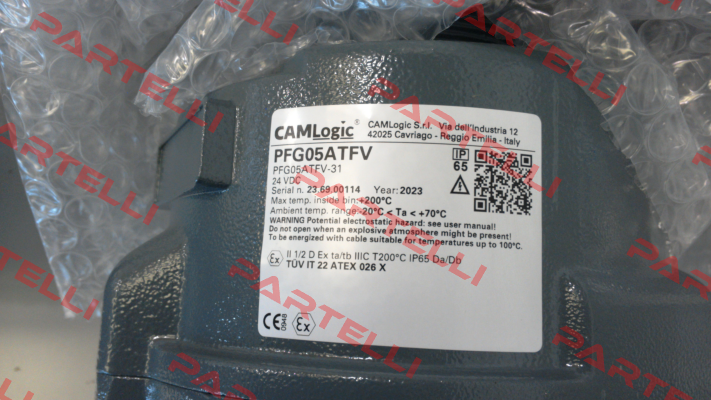 CAMLogic®
CAMLogic S.r.l. Via dell'industria 12
42025 Cavriago - Reggio Emilia - Italy
PFG05ATFV
PFG05ATFV-31
24 VDC
IP
65
Serial n. 23.69.00114 Year: 2023
Max temp. inside bin:+200°C
Ambient temp. range-20°C < Ta < +70°C
WARNING Potential electrostatic hazard: see user manual!
Do not open when an explosive atmosphere might be present!
To be energized with cable suitable for temperatures up to 100°C.
Ex II 1/2 D Ex ta/tb IIIC T200°C IP65 Da/Db
TÜV IT 22 ATEX 026 X
CE 0948 Ex
PARTELLI
PARTELLI
PARTELLI
PARTELLI
PARTELLI
PARTELLI
PARTELLI